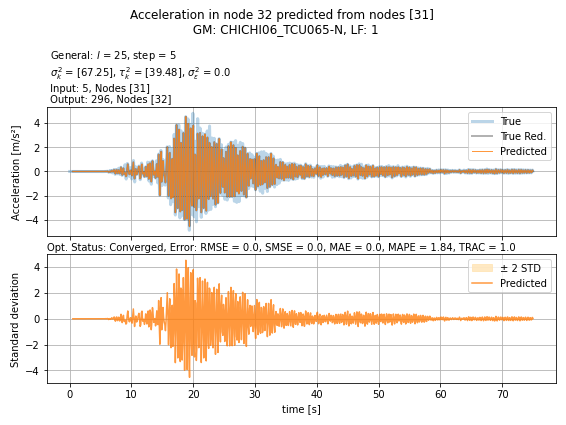 Acceleration in node 32 predicted from nodes [31]
GM: CHICHI06_TCU065-N, LF: 1
General: l = 25, step = 5
σ²ₖ = [67.25], τ²ₖ = [39.48], σ²ε = 0.0
Input: 5, Nodes [31]
Output: 296, Nodes [32]
Acceleration [m/s²]
4
2
0
−2
−4
True
True Red.
Predicted
Opt. Status: Converged, Error: RMSE = 0.0, SMSE = 0.0, MAE = 0.0, MAPE = 1.84, TRAC = 1.0
Standard deviation
4
2
0
−2
−4
± 2 STD
Predicted
0 10 20 30 40 50 60 70
time [s]